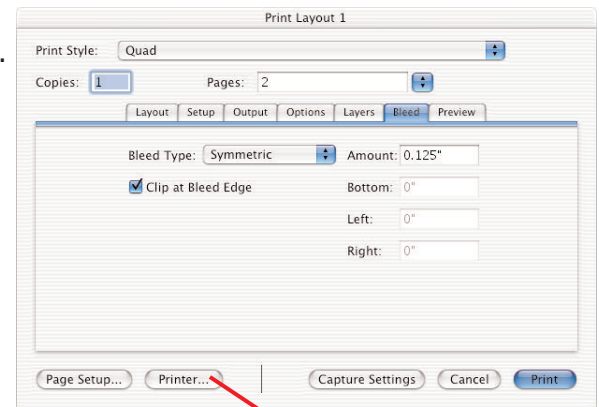 Print Layout 1
Print Style: Quad
Copies: 1 Pages: 2
Layout Setup Output Options Layers Bleed Preview
Bleed Type: Symmetric Amount: 0.125"
Clip at Bleed Edge Bottom: 0"
Left: 0"
Right: 0"
Page Setup... Printer... Capture Settings Cancel Print